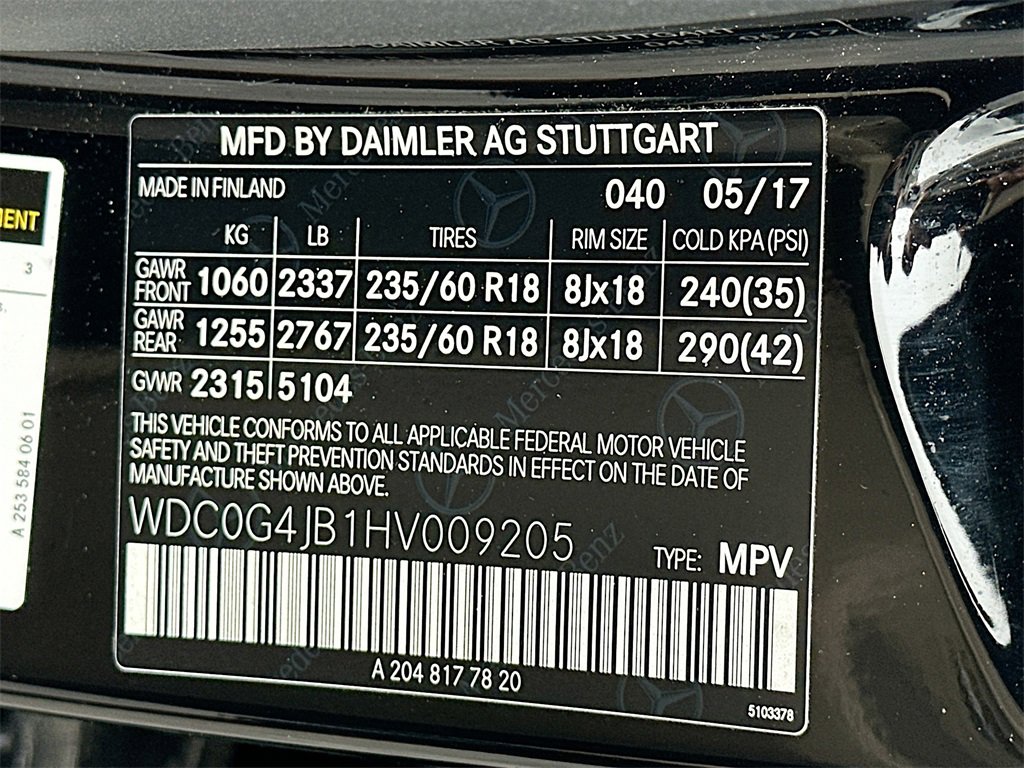 MFD BY DAIMLER AG STUTTGART
MADE IN FINLAND 040 05/17
KG LB TIRES RIM SIZE COLD KPA(PSI)
GAWR FRONT 1060 2337 235/60 R18 8Jx18 240(35)
GAWR REAR 1255 2767 235/60 R18 8Jx18 290(42)
GVWR 2315 5104
THIS VEHICLE CONFORMS TO ALL APPLICABLE FEDERAL MOTOR VEHICLE
SAFETY AND THEFT PREVENTION STANDARDS IN EFFECT ON THE DATE OF
MANUFACTURE SHOWN ABOVE.
WDC0G4JB1HV009205
TYPE: MPV
A 204 817 78 20
5103378
3
A 253 584 06 01